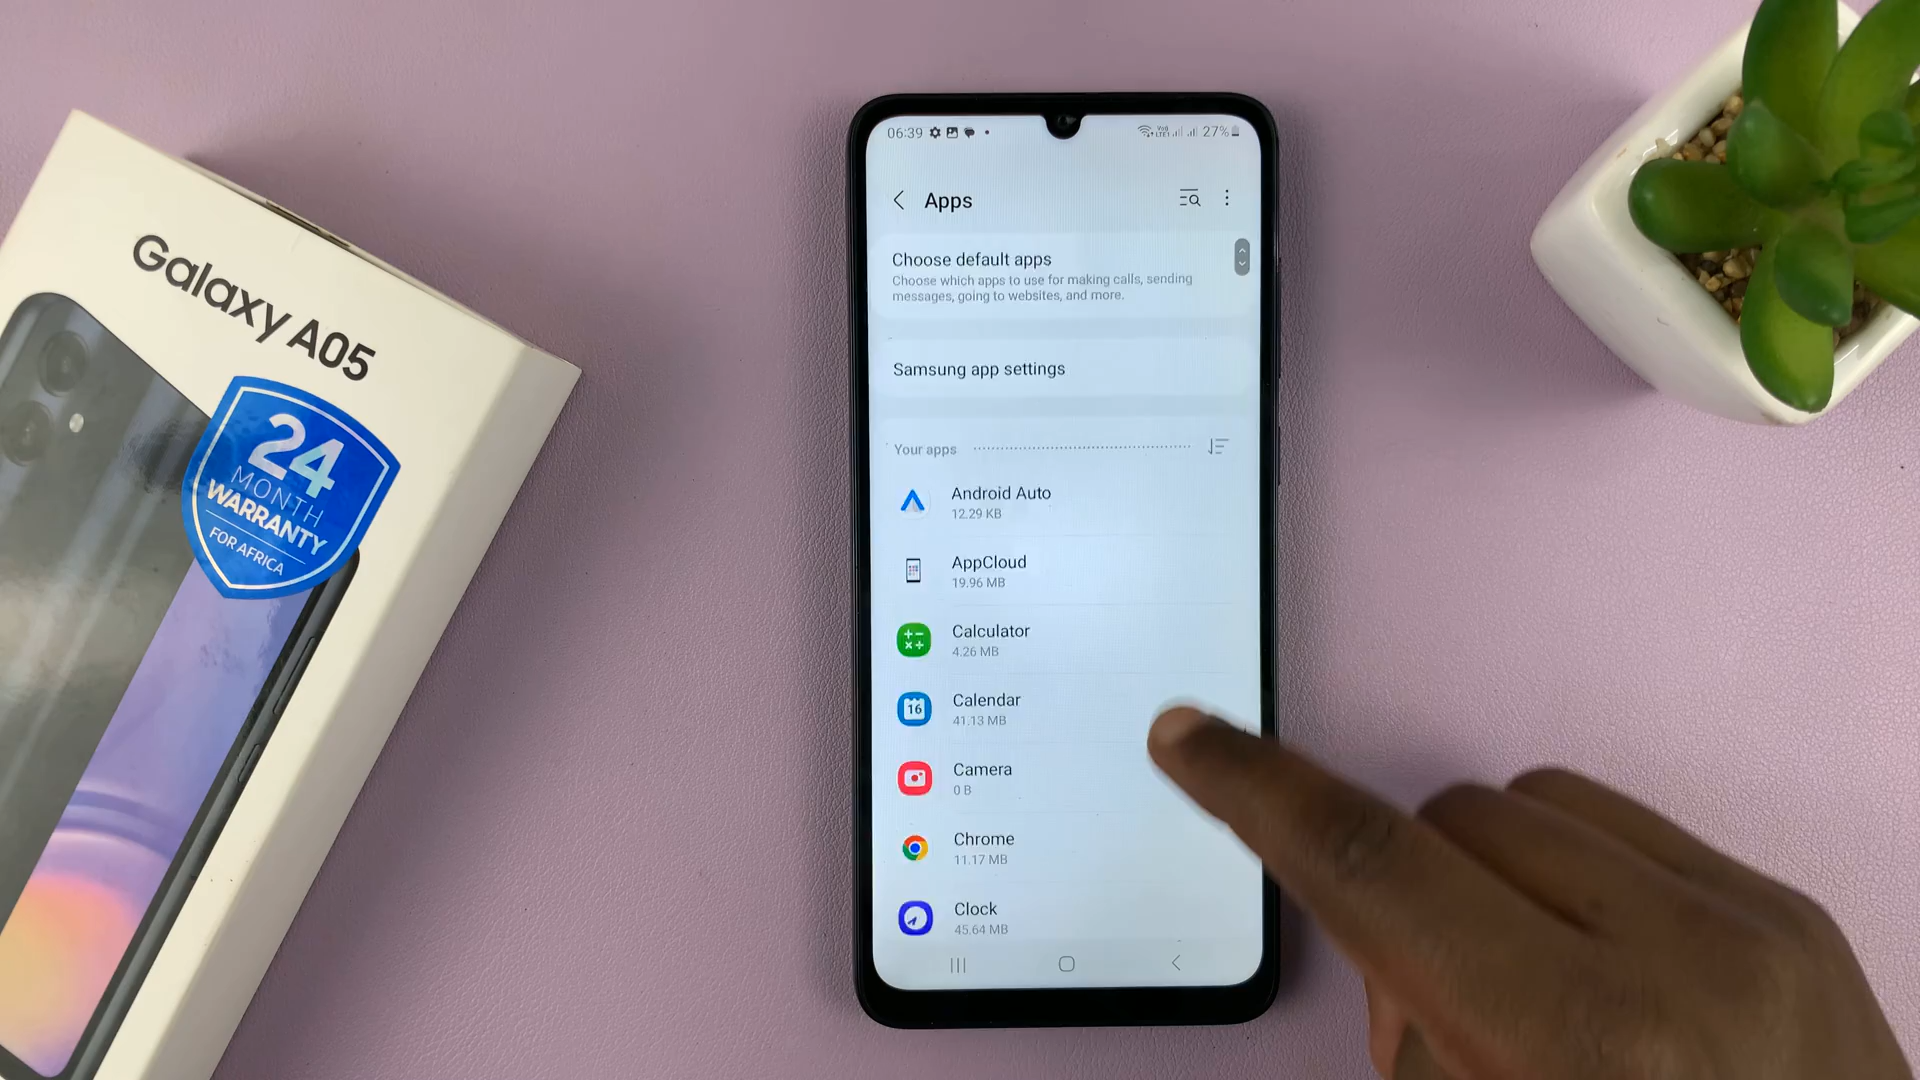 Galaxy A05
24
MONTH
WARRANTY
FOR AFRICA
06:39
27%
Apps
Choose default apps
Choose which apps to use for making calls, sending
messages, going to websites, and more.
Samsung app settings
Your apps
Android Auto
12.29 KB
AppCloud
19.96 MB
Calculator
4.26 MB
16
Calendar
41.13 MB
Camera
0 B
Chrome
11.17 MB
Clock
45.64 MB